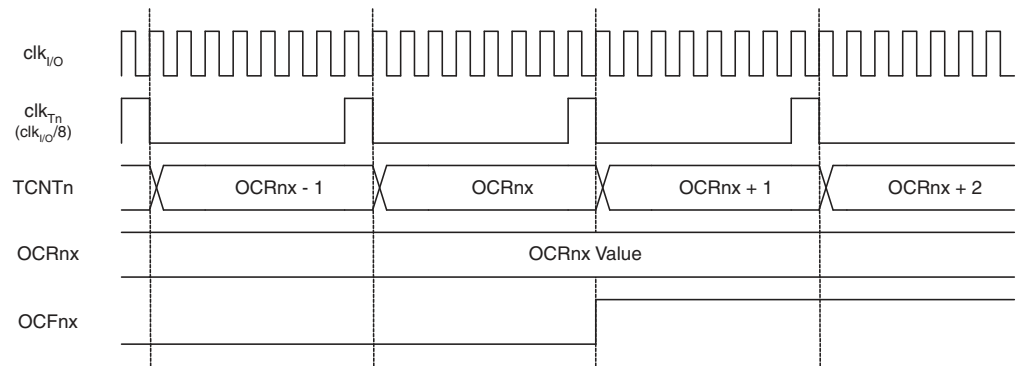 clkI/O
clkTn
(clkI/O/8)
TCNTn
OCRnx - 1
OCRnx
OCRnx + 1
OCRnx + 2
OCRnx
OCRnx Value
OCFnx